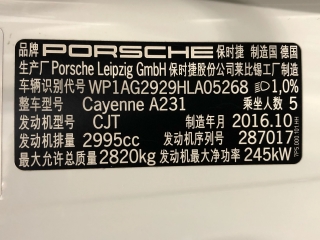 品牌 PORSCHE 保时捷 制造国 德国
生产厂 Porsche Leipzig GmbH 保时捷股份公司莱比锡工厂制造
车辆识别代号 WP1AG2929HLA05268 1,0%
整车型号 Cayenne A231 乘坐人数 5
发动机型号 CJT 制造年月 2016.10
发动机排量 2995cc 发动机序列号 287017
最大允许总质量 2820kg 发动机最大净功率 245kW